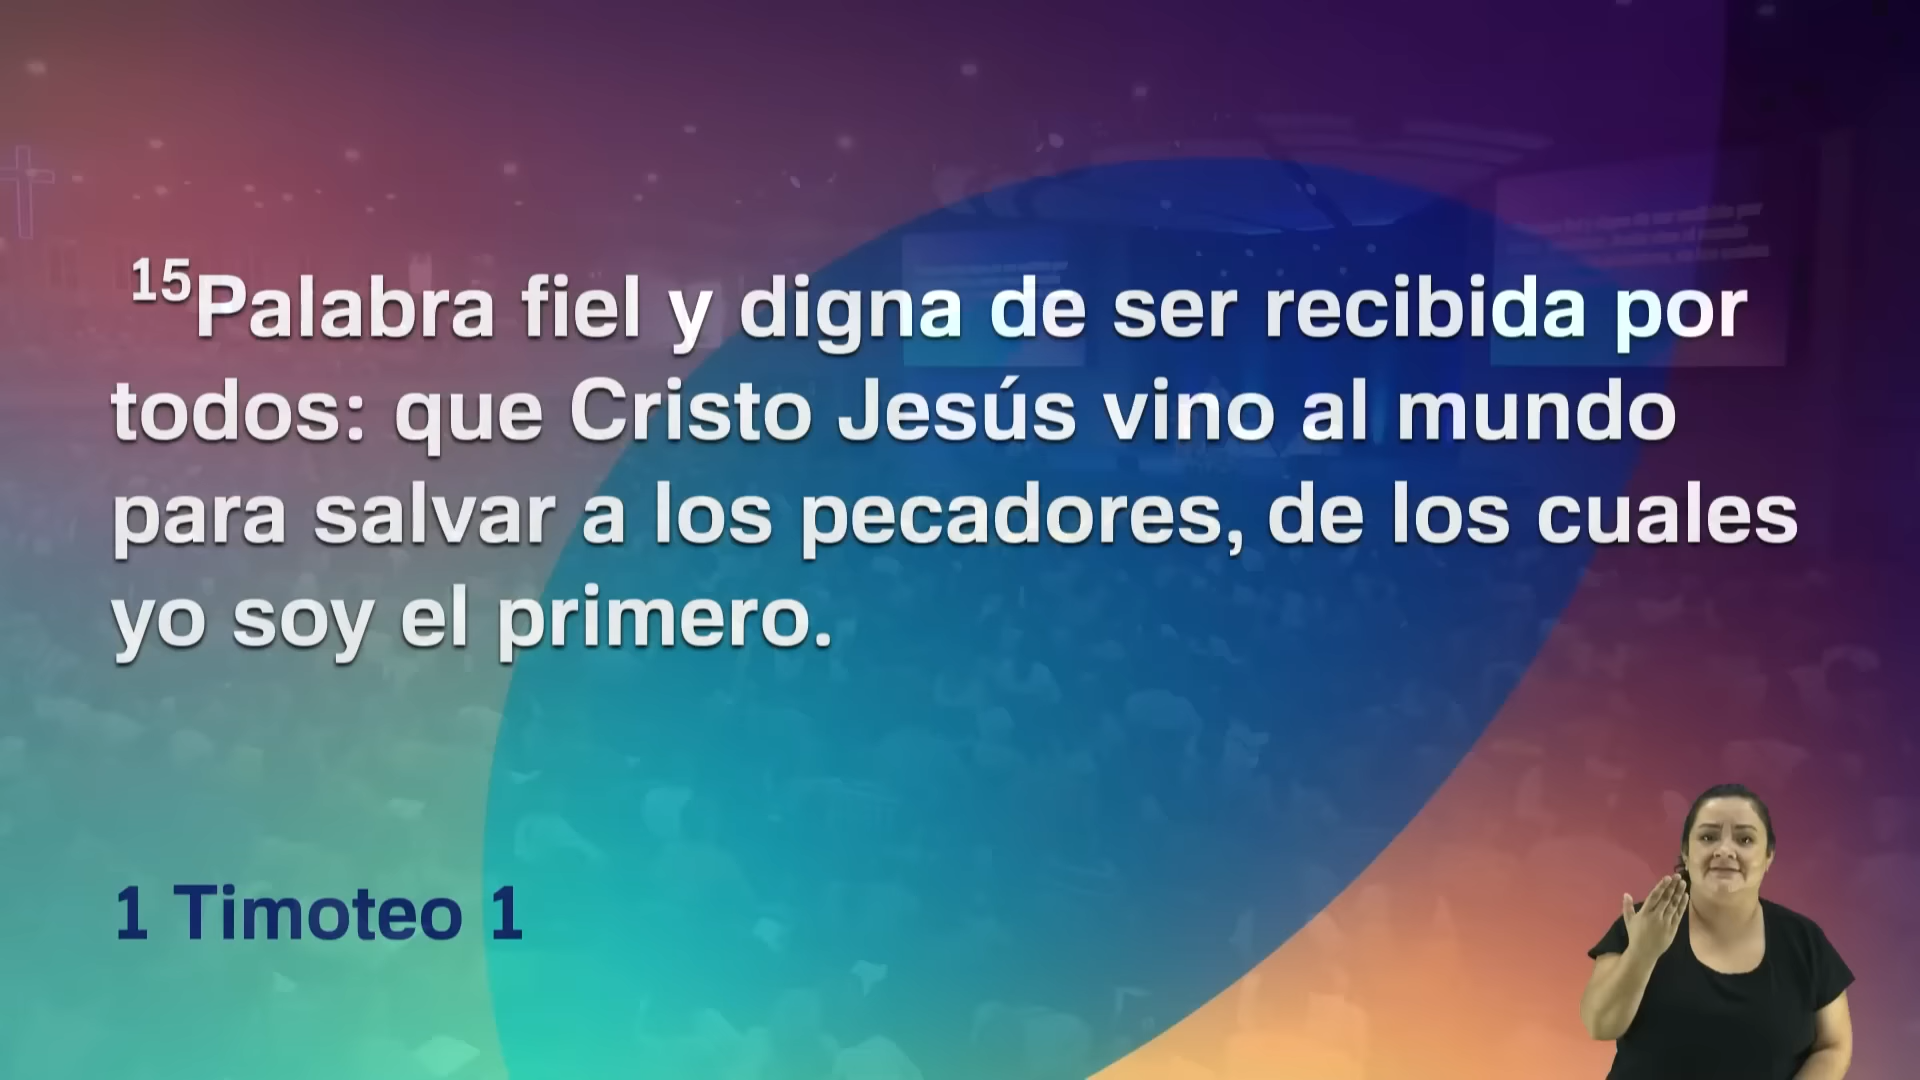 15Palabra fiel y digna de ser recibida por
todos: que Cristo Jesús vino al mundo
para salvar a los pecadores, de los cuales
yo soy el primero.
1 Timoteo 1